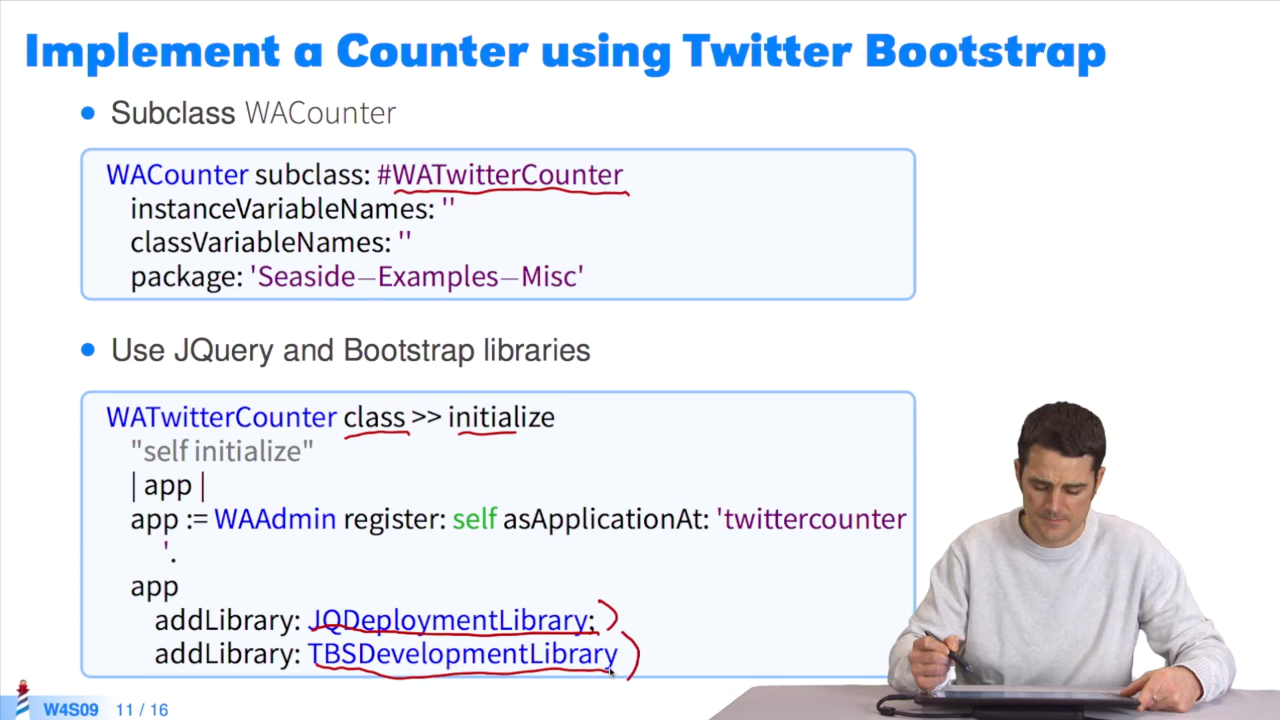 Implement a Counter using Twitter Bootstrap
• Subclass WACounter
WACounter subclass: #WATwitterCounter
instanceVariableNames: ''
classVariableNames: ''
package: 'Seaside–Examples–Misc'
• Use JQuery and Bootstrap libraries
WATwitterCounter class >> initialize
"self initialize"
| app |
app := WAAdmin register: self asApplicationAt: 'twittercounter
'.
app
addLibrary: JQDeploymentLibrary;
addLibrary: TBSDevelopmentLibrary
W4S09 11 / 16